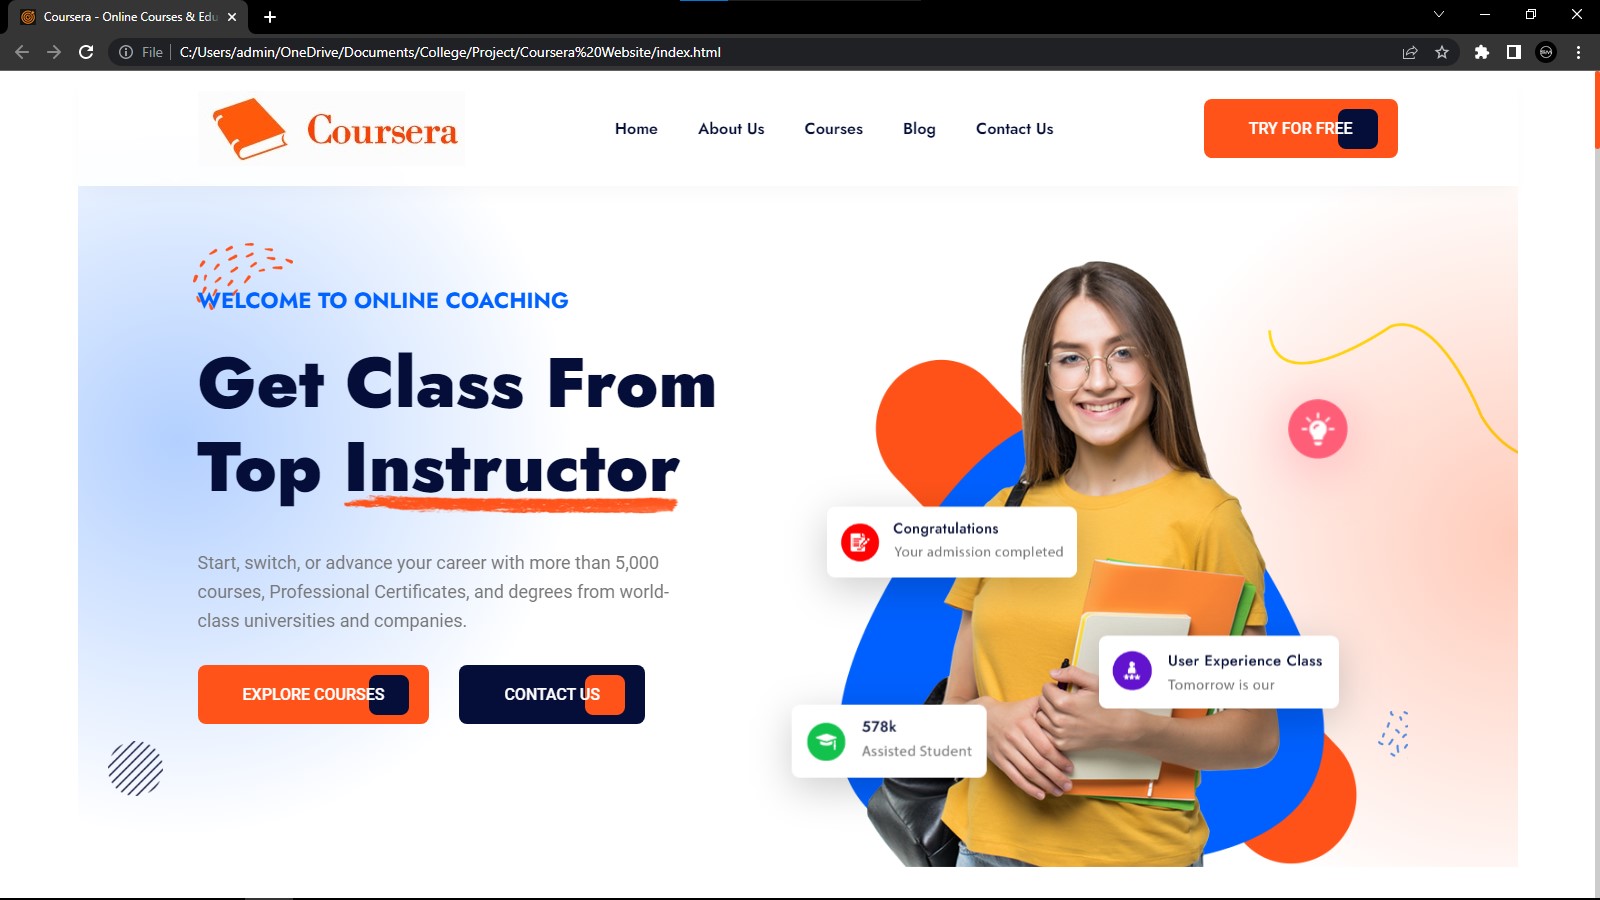 Coursera - Online Courses & Edu
File
C:/Users/admin/OneDrive/Documents/College/Project/Coursera%20Website/index.html
Coursera
Home
About Us
Courses
Blog
Contact Us
TRY FOR FREE
WELCOME TO ONLINE COACHING
Get Class From
Top Instructor
Start, switch, or advance your career with more than 5,000
courses, Professional Certificates, and degrees from world-
class universities and companies.
EXPLORE COURSES
CONTACT US
Congratulations
Your admission completed
User Experience Class
Tomorrow is our
578k
Assisted Student